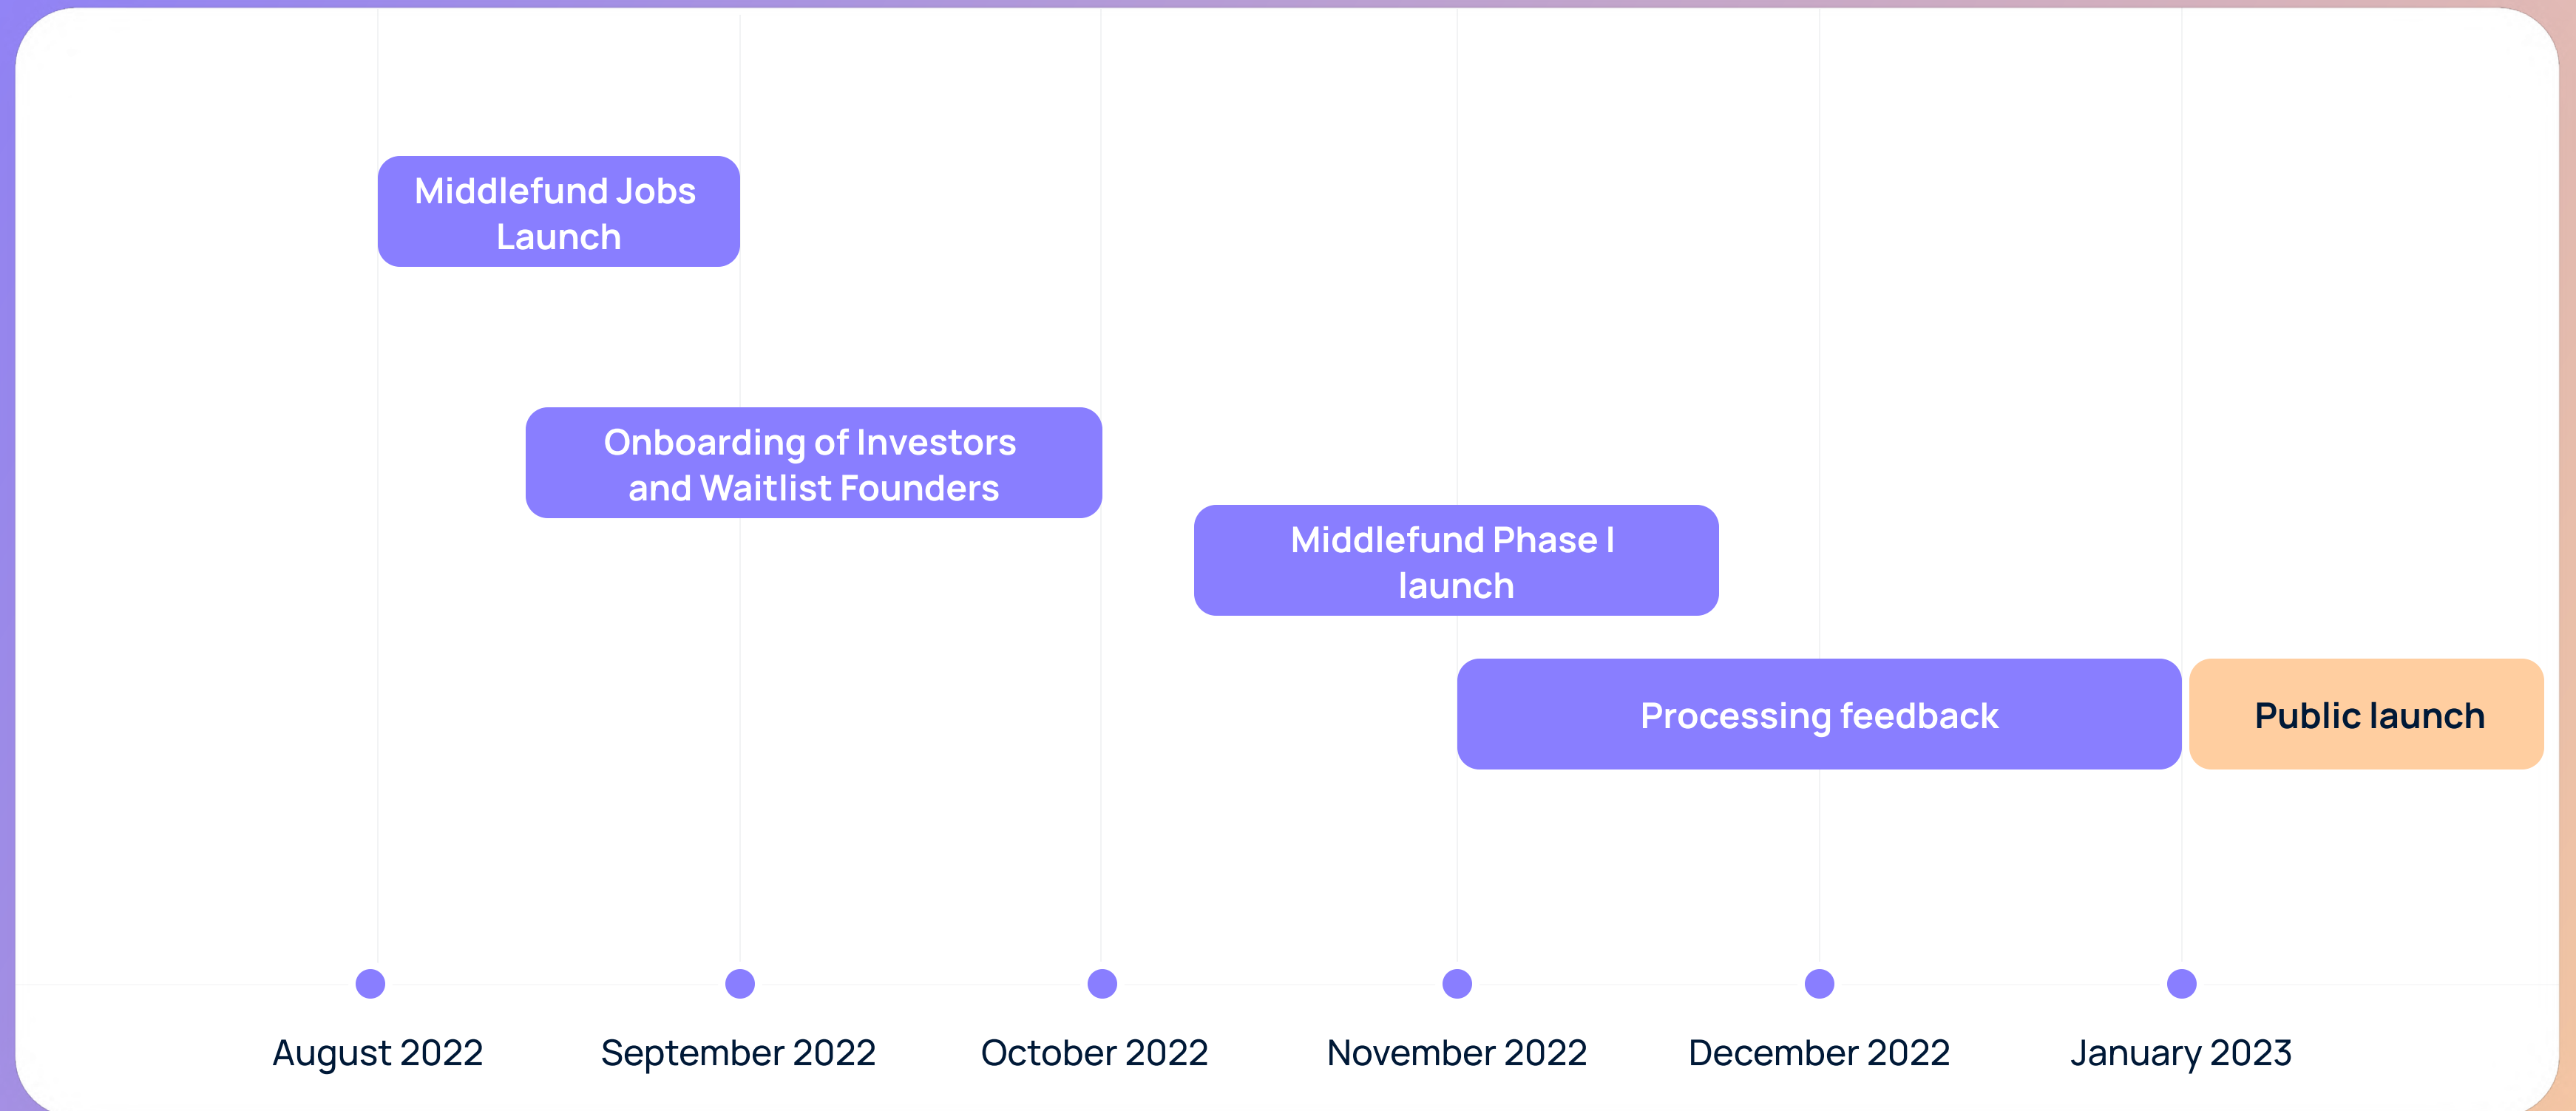 Middlefund Jobs
Launch
Onboarding of Investors
and Waitlist Founders
Middlefund Phase I
launch
Processing feedback
Public launch
August 2022
September 2022
October 2022
November 2022
December 2022
January 2023